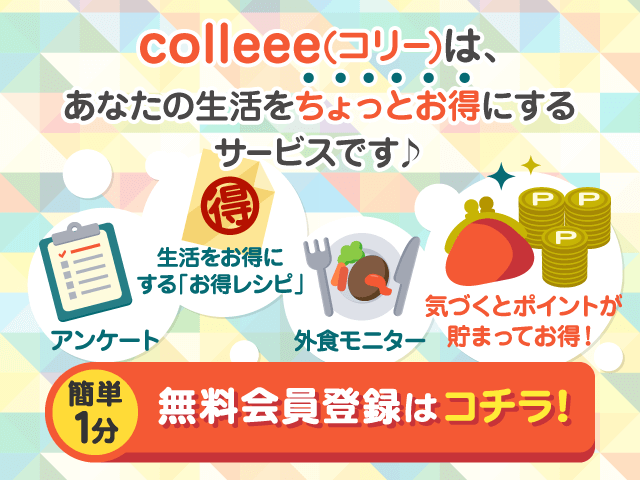 colleee(コリー)は、
あなたの生活をちょっとお得にする
サービスです♪
得
生活をお得に
する「お得レシピ」
アンケート
外食モニター
P
P
P
気づくとポイントが
貯まってお得！
簡単
1分
無料会員登録はコチラ！